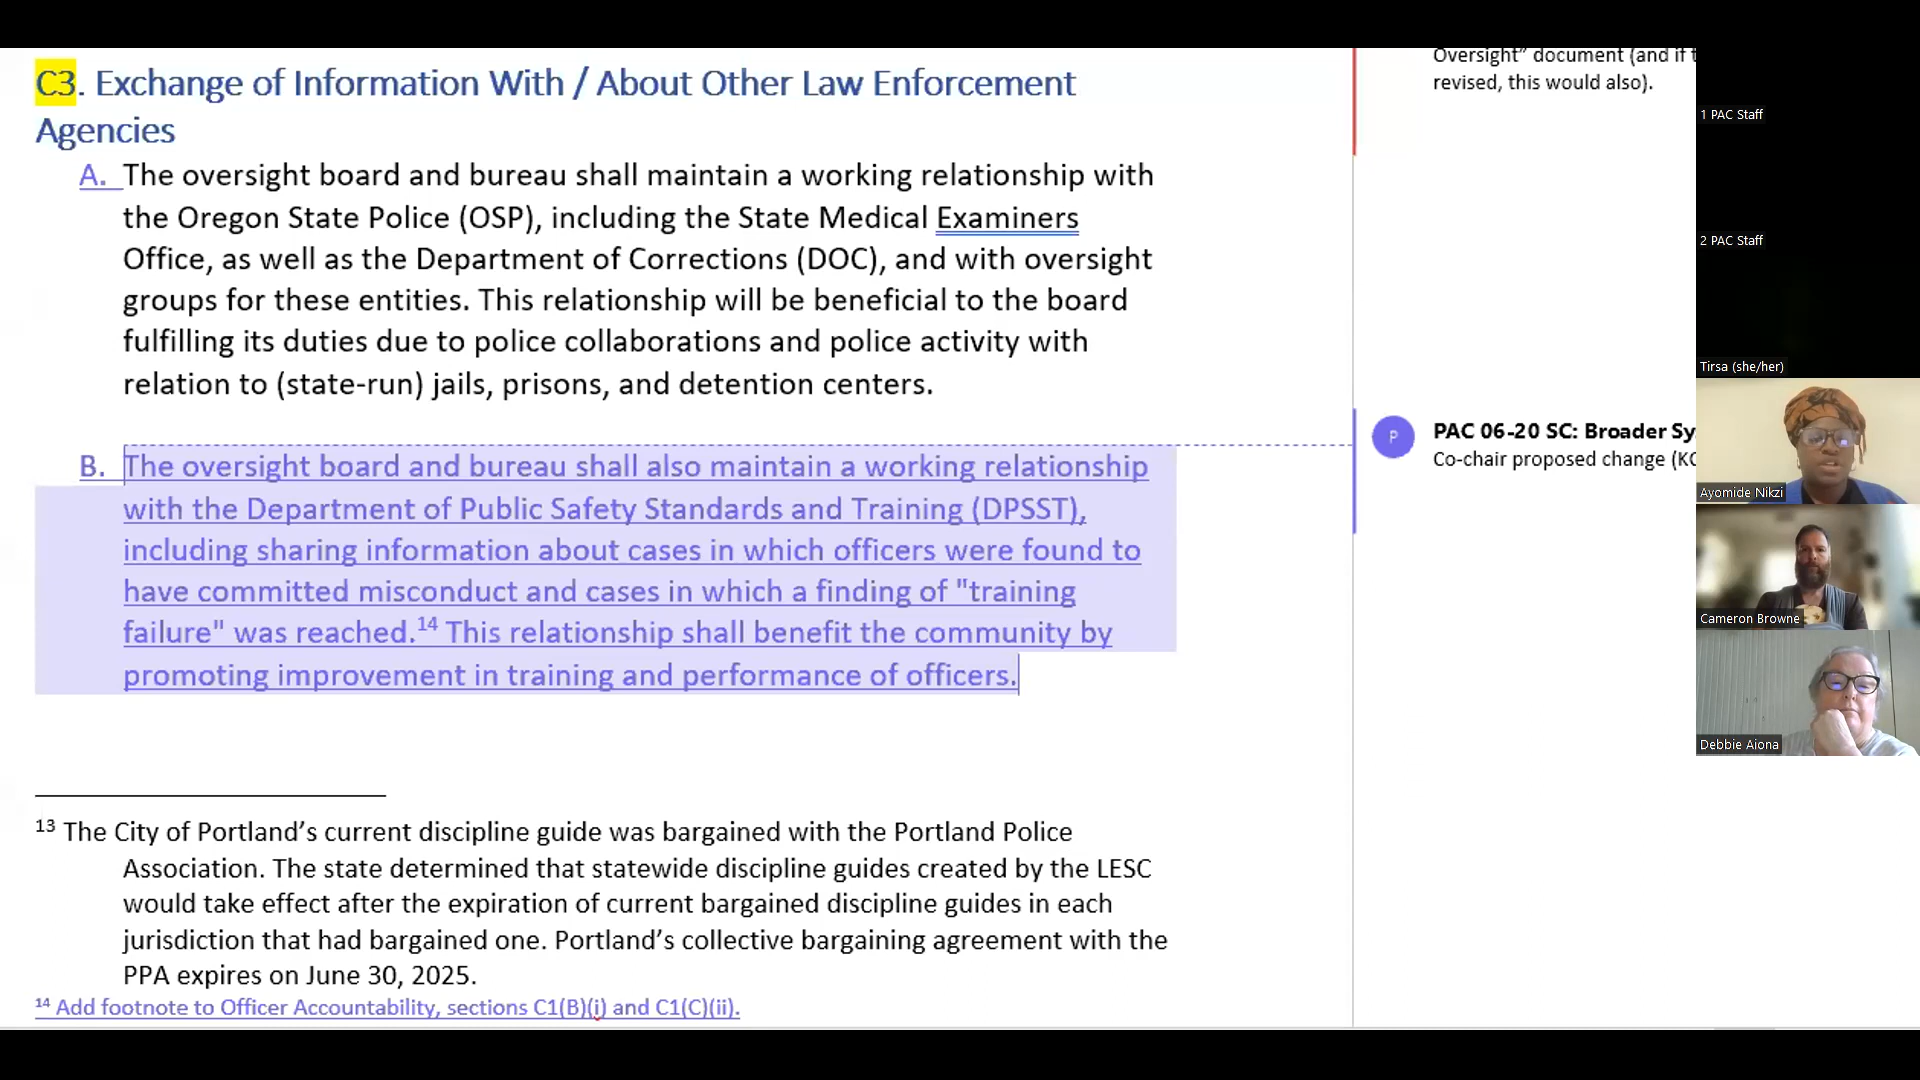 C3. Exchange of Information With / About Other Law Enforcement
Agencies
A. The oversight board and bureau shall maintain a working relationship with
the Oregon State Police (OSP), including the State Medical Examiners
Office, as well as the Department of Corrections (DOC), and with oversight
groups for these entities. This relationship will be beneficial to the board
fulfilling its duties due to police collaborations and police activity with
relation to (state-run) jails, prisons, and detention centers.
B. The oversight board and bureau shall also maintain a working relationship
with the Department of Public Safety Standards and Training (DPSST),
including sharing information about cases in which officers were found to
have committed misconduct and cases in which a finding of "training
failure" was reached.14 This relationship shall benefit the community by
promoting improvement in training and performance of officers.
13 The City of Portland’s current discipline guide was bargained with the Portland Police
Association. The state determined that statewide discipline guides created by the LESC
would take effect after the expiration of current bargained discipline guides in each
jurisdiction that had bargained one. Portland’s collective bargaining agreement with the
PPA expires on June 30, 2025.
14 Add footnote to Officer Accountability, sections C1(B)(i) and C1(C)(ii).
Oversight” document (and if t
revised, this would also).
P
PAC 06-20 SC: Broader Sy
Co-chair proposed change (KC
1 PAC Staff
2 PAC Staff
Tirsa (she/her)
Ayomide Nikzi
Cameron Browne
Debbie Aiona